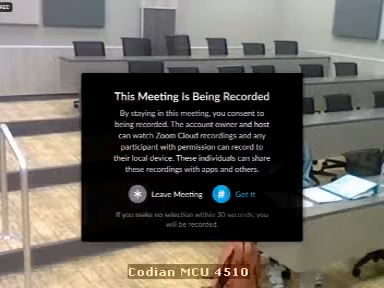 REC
This Meeting Is Being Recorded
By staying in this meeting, you consent to
being recorded. The account owner and host
can watch Zoom Cloud recordings and any
participant with permission can record to
their local device. These individuals can share
these recordings with apps and others.
* Leave Meeting # Got It
If you make no selection within 30 seconds, you
will be recorded.
Codian MCU 4510